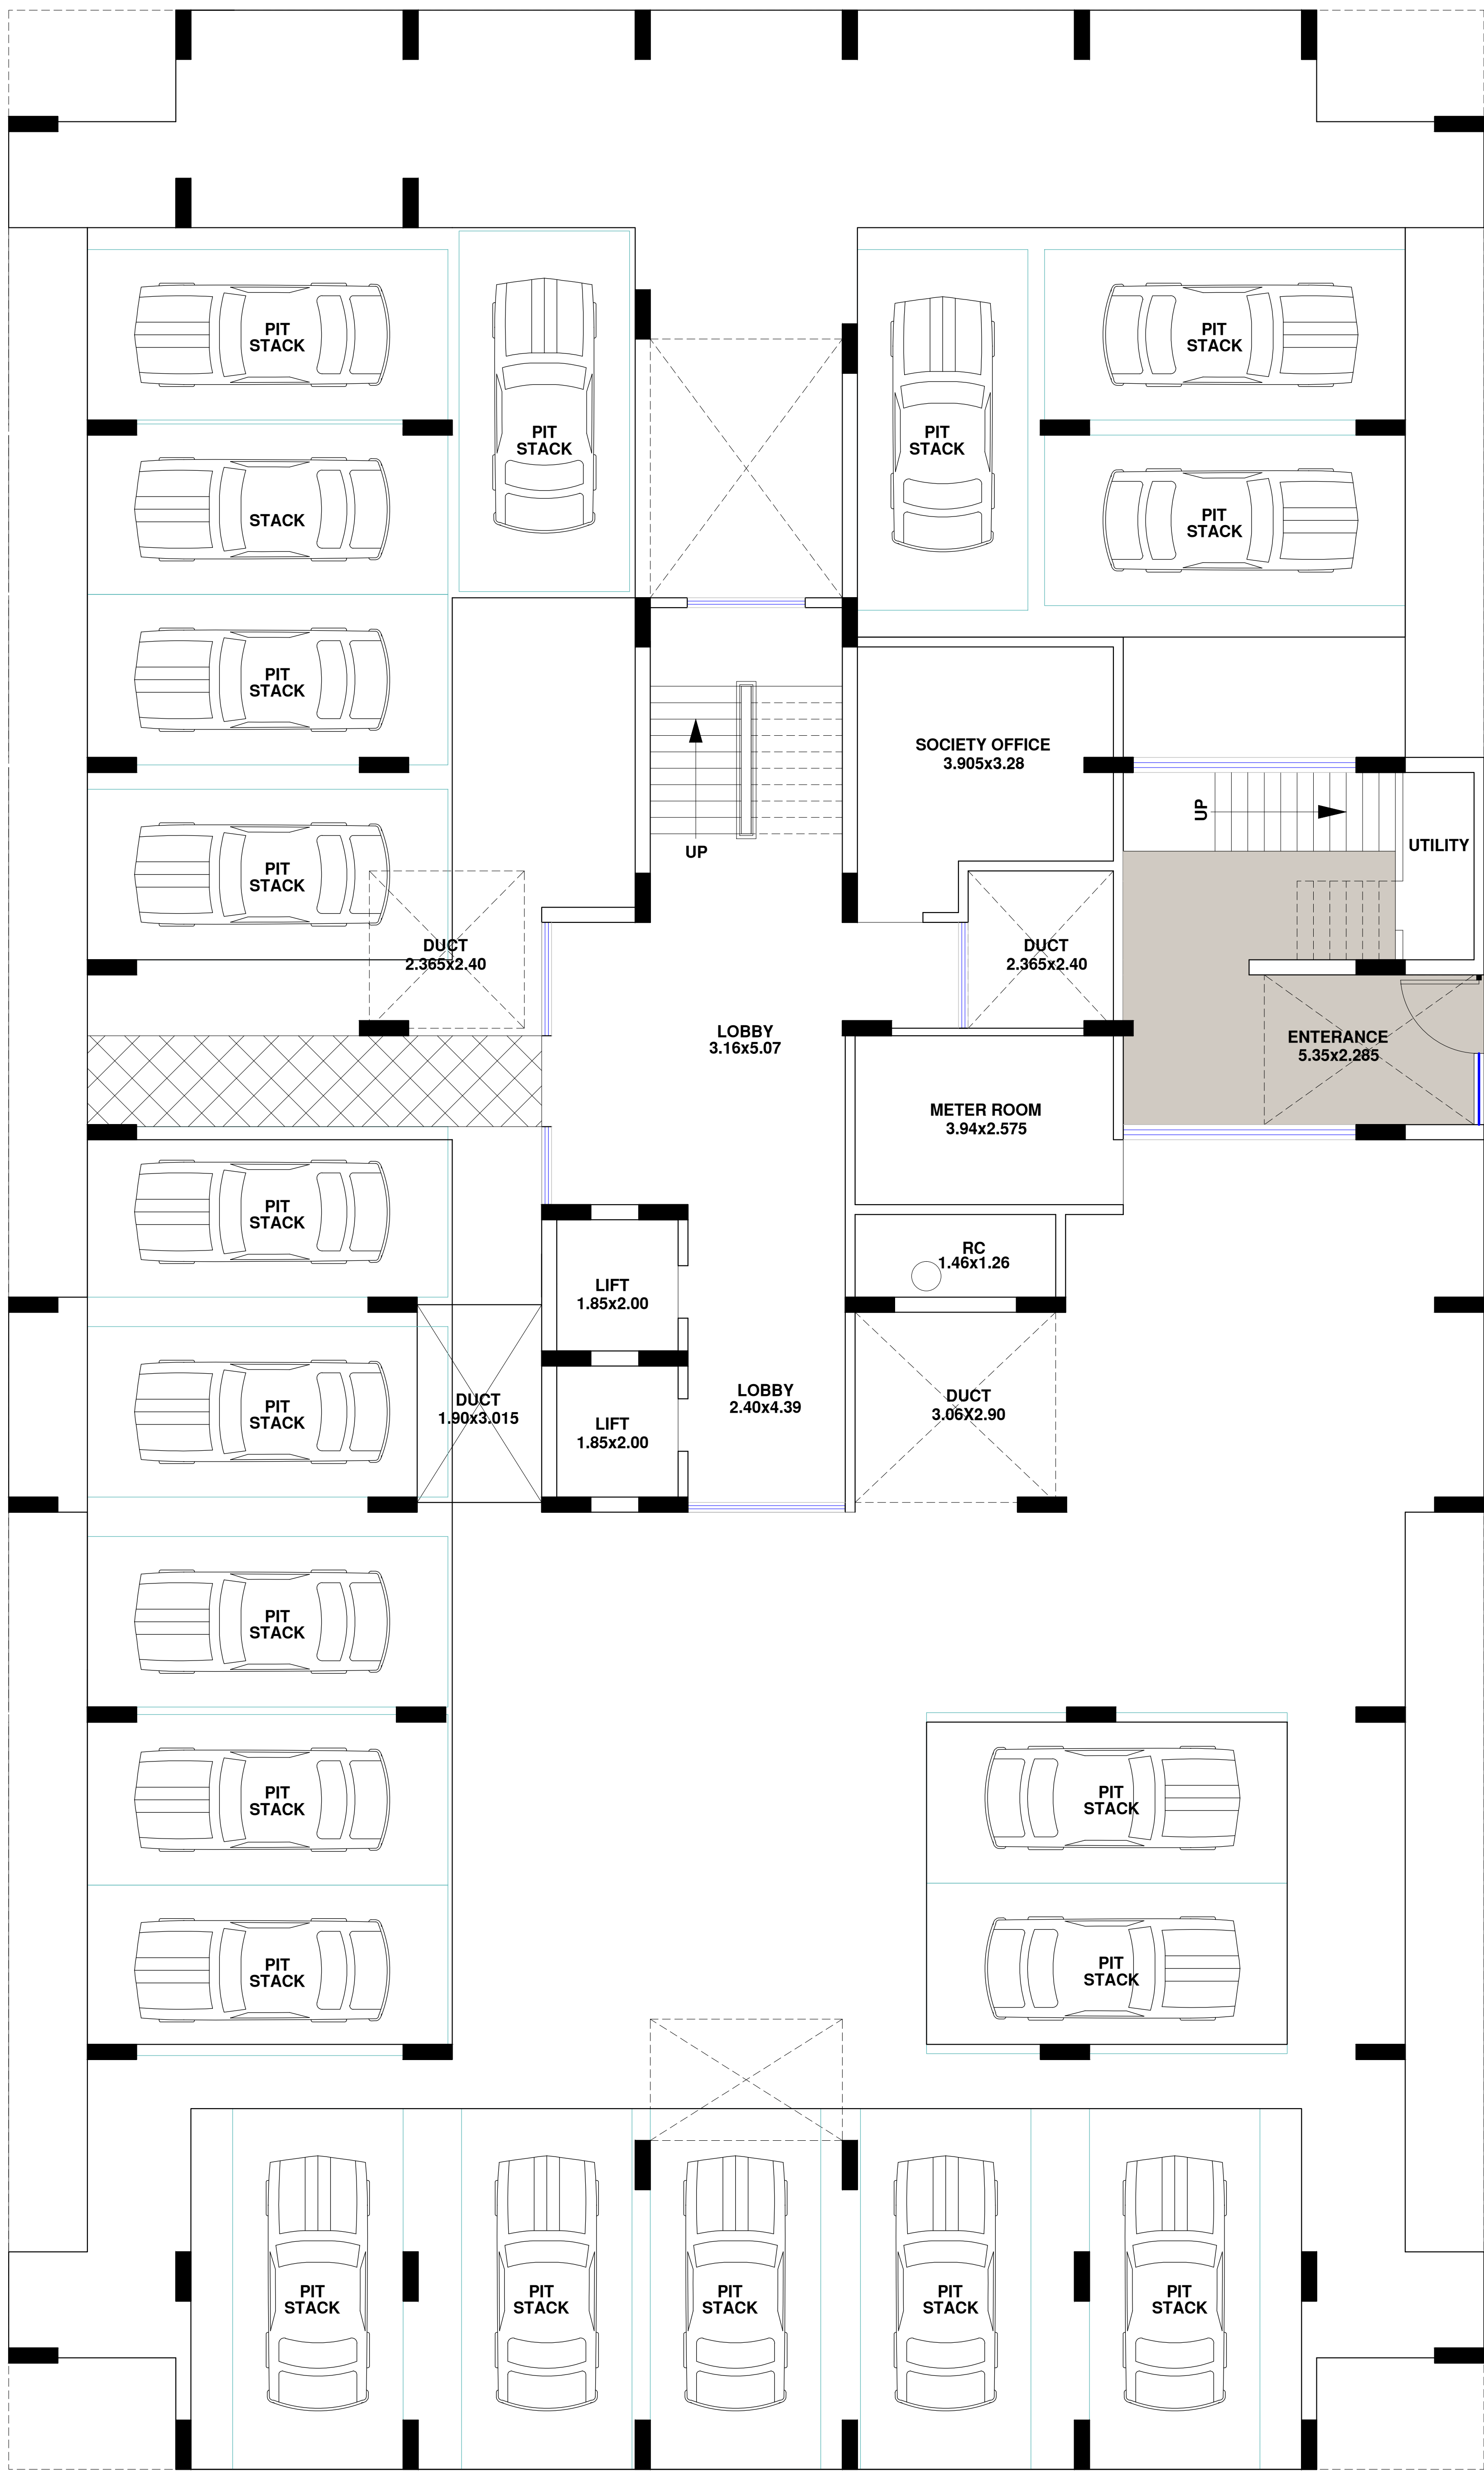 PIT
STACK
PIT
STACK
PIT
STACK
PIT
STACK
STACK
PIT
STACK
PIT
STACK
SOCIETY OFFICE
3.905x3.28
UP
UP
UTILITY
PIT
STACK
DUCT
2.365x2.40
DUCT
2.365x2.40
LOBBY
3.16x5.07
ENTERANCE
5.35x2.285
METER ROOM
3.94x2.575
PIT
STACK
RC
1.46x1.26
LIFT
1.85x2.00
PIT
STACK
DUCT
1.90x3.015
LIFT
1.85x2.00
LOBBY
2.40x4.39
DUCT
3.06X2.90
PIT
STACK
PIT
STACK
PIT
STACK
PIT
STACK
PIT
STACK
PIT
STACK
PIT
STACK
PIT
STACK
PIT
STACK
PIT
STACK